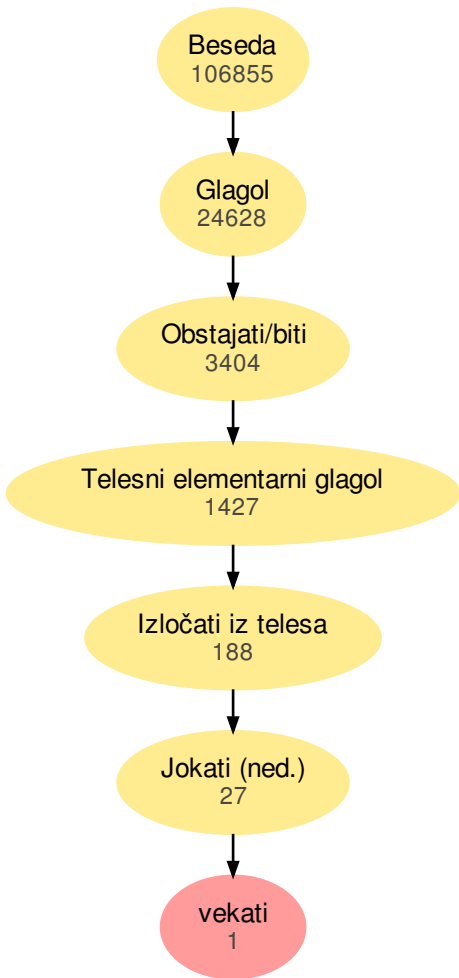 Beseda
106855
Glagol
24628
Obstajati/biti
3404
Telesni elementarni glagol
1427
Izločati iz telesa
188
Jokati (ned.)
27
vekati
1